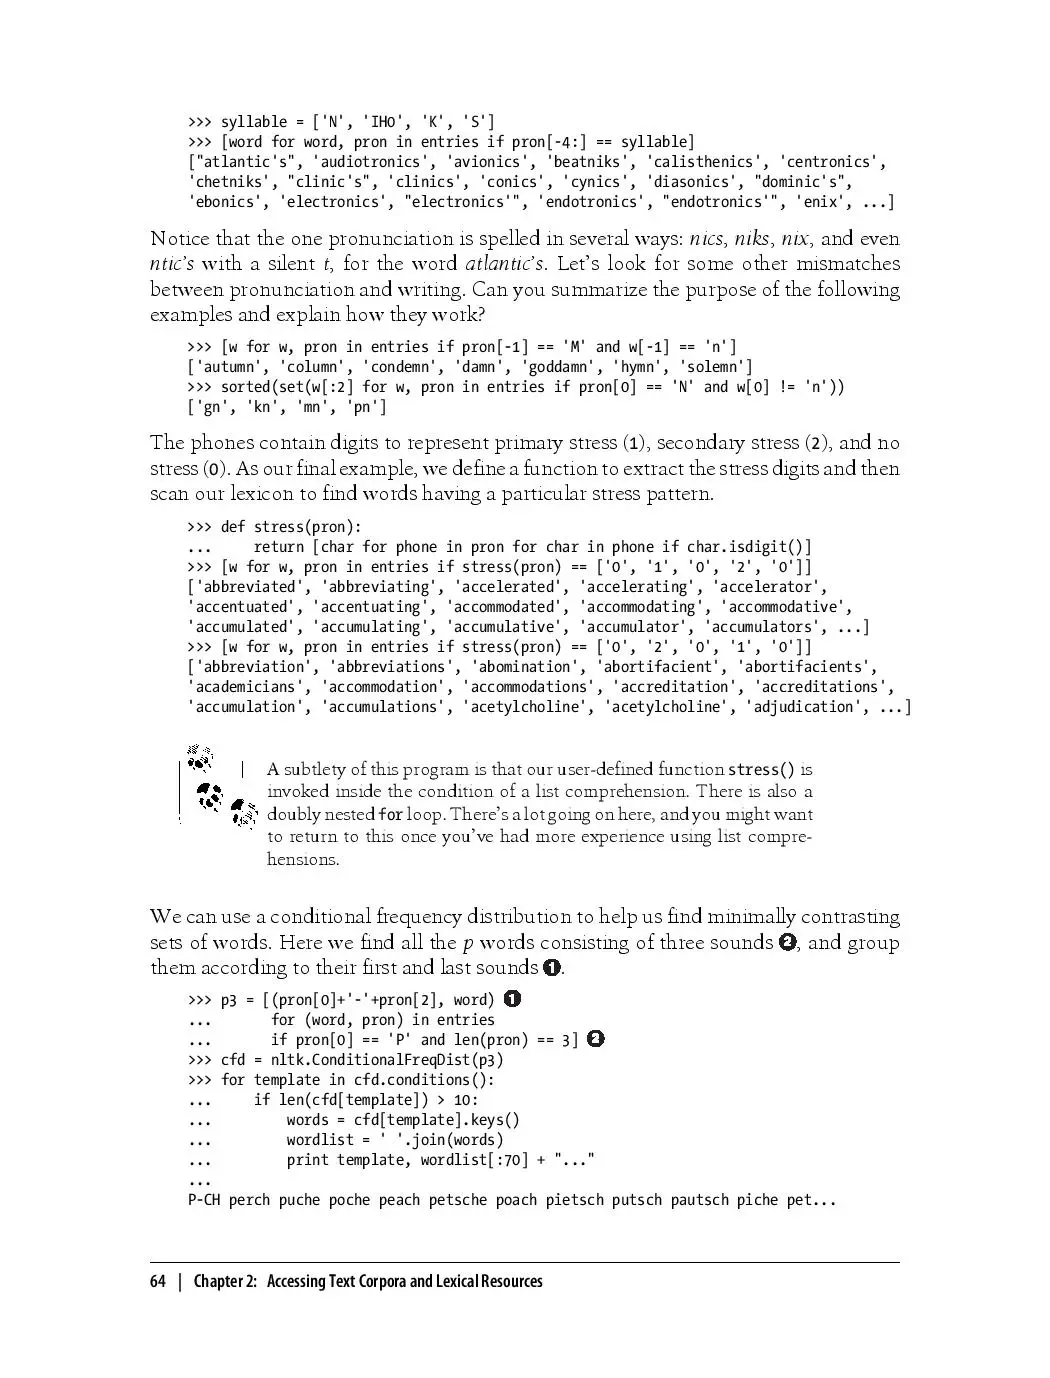 >>> syllable = ['N', 'IH0', 'K', 'S']
>>> [word for word, pron in entries if pron[-4:] == syllable]
["atlantic's", 'audiotronics', 'avionics', 'beatniks', 'calisthenics', 'centronics',
'chetniks', "clinic's", 'clinics', 'conics', 'cynics', 'diasonics', "dominic's",
'ebonics', 'electronics', "electronics'", 'endotronics', "endotronics'", 'enix', ...]
Notice that the one pronunciation is spelled in several ways: nics, niks, nix, and even
ntic's with a silent t, for the word atlantic's. Let's look for some other mismatches
between pronunciation and writing. Can you summarize the purpose of the following
examples and explain how they work?
>>> [w for w, pron in entries if pron[-1] == 'M' and w[-1] == 'n']
['autumn', 'column', 'condemn', 'damn', 'goddamn', 'hymn', 'solemn']
>>> sorted(set(w[:2] for w, pron in entries if pron[0] == 'N' and w[0] != 'n'))
['gn', 'kn', 'mn', 'pn']
The phones contain digits to represent primary stress (1), secondary stress (2), and no
stress (0). As our final example, we define a function to extract the stress digits and then
scan our lexicon to find words having a particular stress pattern.
>>> def stress(pron):
...     return [char for phone in pron for char in phone if char.isdigit()]
>>> [w for w, pron in entries if stress(pron) == ['0', '1', '0', '2', '0']]
['abbreviated', 'abbreviating', 'accelerated', 'accelerating', 'accelerator',
'accentuated', 'accentuating', 'accommodated', 'accommodating', 'accommodative',
'accumulated', 'accumulating', 'accumulative', 'accumulator', 'accumulators', ...]
>>> [w for w, pron in entries if stress(pron) == ['0', '2', '0', '1', '0']]
['abbreviation', 'abbreviations', 'abomination', 'abortifacient', 'abortifacients',
'academicians', 'accommodation', 'accommodations', 'accreditation', 'accreditations',
'accumulation', 'accumulations', 'acetylcholine', 'acetylcholine', 'adjudication', ...]
A subtlety of this program is that our user-defined function stress() is
invoked inside the condition of a list comprehension. There is also a
doubly nested for loop. There's a lot going on here, and you might want
to return to this once you've had more experience using list compre-
hensions.
We can use a conditional frequency distribution to help us find minimally contrasting
sets of words. Here we find all the p words consisting of three sounds ❷, and group
them according to their first and last sounds ❶.
>>> p3 = [(pron[0]+'-'+pron[2], word) ❶
...       for (word, pron) in entries
...       if pron[0] == 'P' and len(pron) == 3] ❷
>>> cfd = nltk.ConditionalFreqDist(p3)
>>> for template in cfd.conditions():
...     if len(cfd[template]) > 10:
...         words = cfd[template].keys()
...         wordlist = ' '.join(words)
...         print template, wordlist[:70] + "..."
...
P-CH perch puche poche peach petsche poach pietsch putsch pautsch piche pet...
64 | Chapter 2: Accessing Text Corpora and Lexical Resources